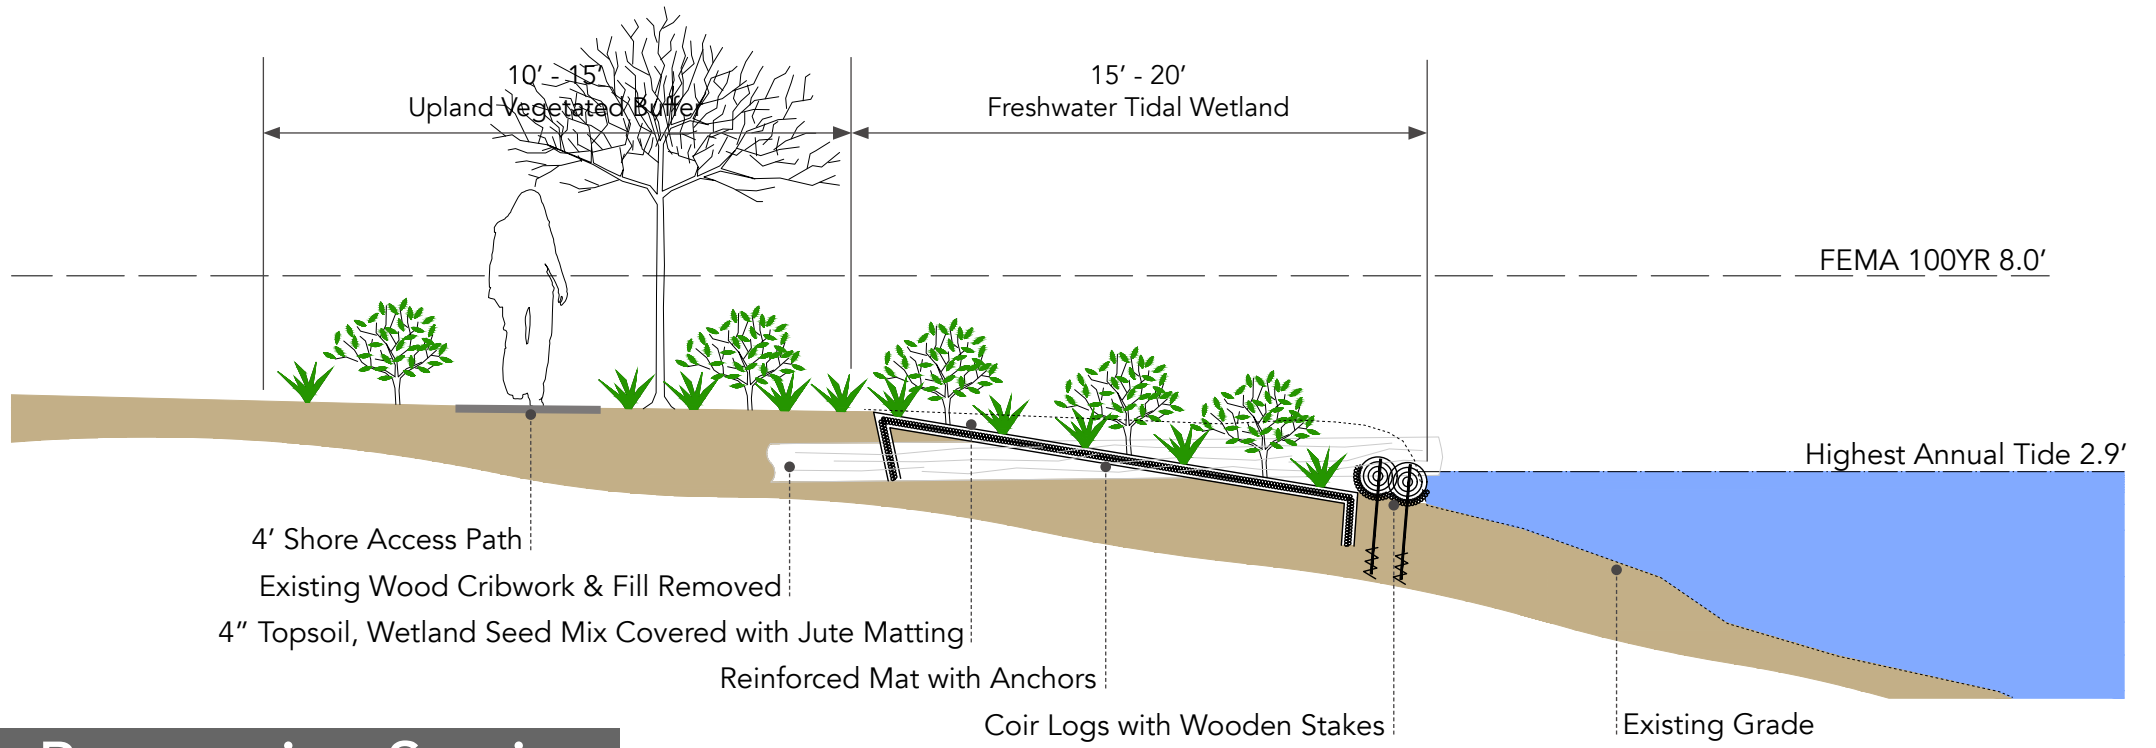 10’ - 15’
Upland Vegetated Buffer
15’ - 20’
Freshwater Tidal Wetland
FEMA 100YR 8.0’
Highest Annual Tide 2.9’
4’ Shore Access Path
Existing Wood Cribwork & Fill Removed
4” Topsoil, Wetland Seed Mix Covered with Jute Matting
Reinforced Mat with Anchors
Coir Logs with Wooden Stakes
Existing Grade